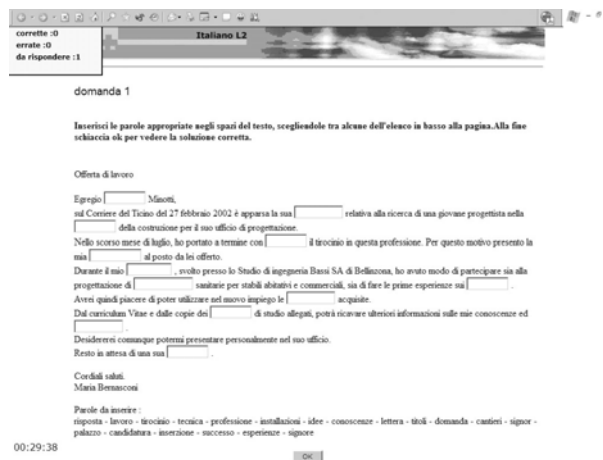 corrette :0
errate :0
da rispondere :1
Italiano L2
domanda 1
Inserisci le parole appropriate negli spazi del testo, scegliendole tra alcune dell'elenco in basso alla pagina.Alla fine
schiaccia ok per vedere la soluzione corretta.
Offerta di lavoro
Egregio Minotti,
sul Corriere del Ticino del 27 febbraio 2002 è apparsa la sua relativa alla ricerca di una giovane progettista nella
della costruzione per il suo ufficio di progettazione.
Nello scorso mese di luglio, ho portato a termine con il tirocinio in questa professione. Per questo motivo presento la
mia al posto da lei offerto.
Durante il mio , svolto presso lo Studio di ingegneria Bassi SA di Bellinzona, ho avuto modo di partecipare sia alla
progettazione di sanitarie per stabili abitativi e commerciali, sia di fare le prime esperienze sui .
Avrei quindi piacere di poter utilizzare nel nuovo impiego le acquisite.
Dal curriculum Vitae e dalle copie dei di studio allegati, potrà ricavare ulteriori informazioni sulle mie conoscenze ed
.
Desidererei comunque potermi presentare personalmente nel suo ufficio.
Resto in attesa di una sua .
Cordiali saluti.
Maria Bernasconi
Parole da inserire :
risposta - lavoro - tirocinio - tecnica - professione - installazioni - idee - conoscenze - lettera - titoli - domanda - cantieri - signor -
palazzo - candidatura - inserzione - successo - esperienze - signore
00:29:38
OK